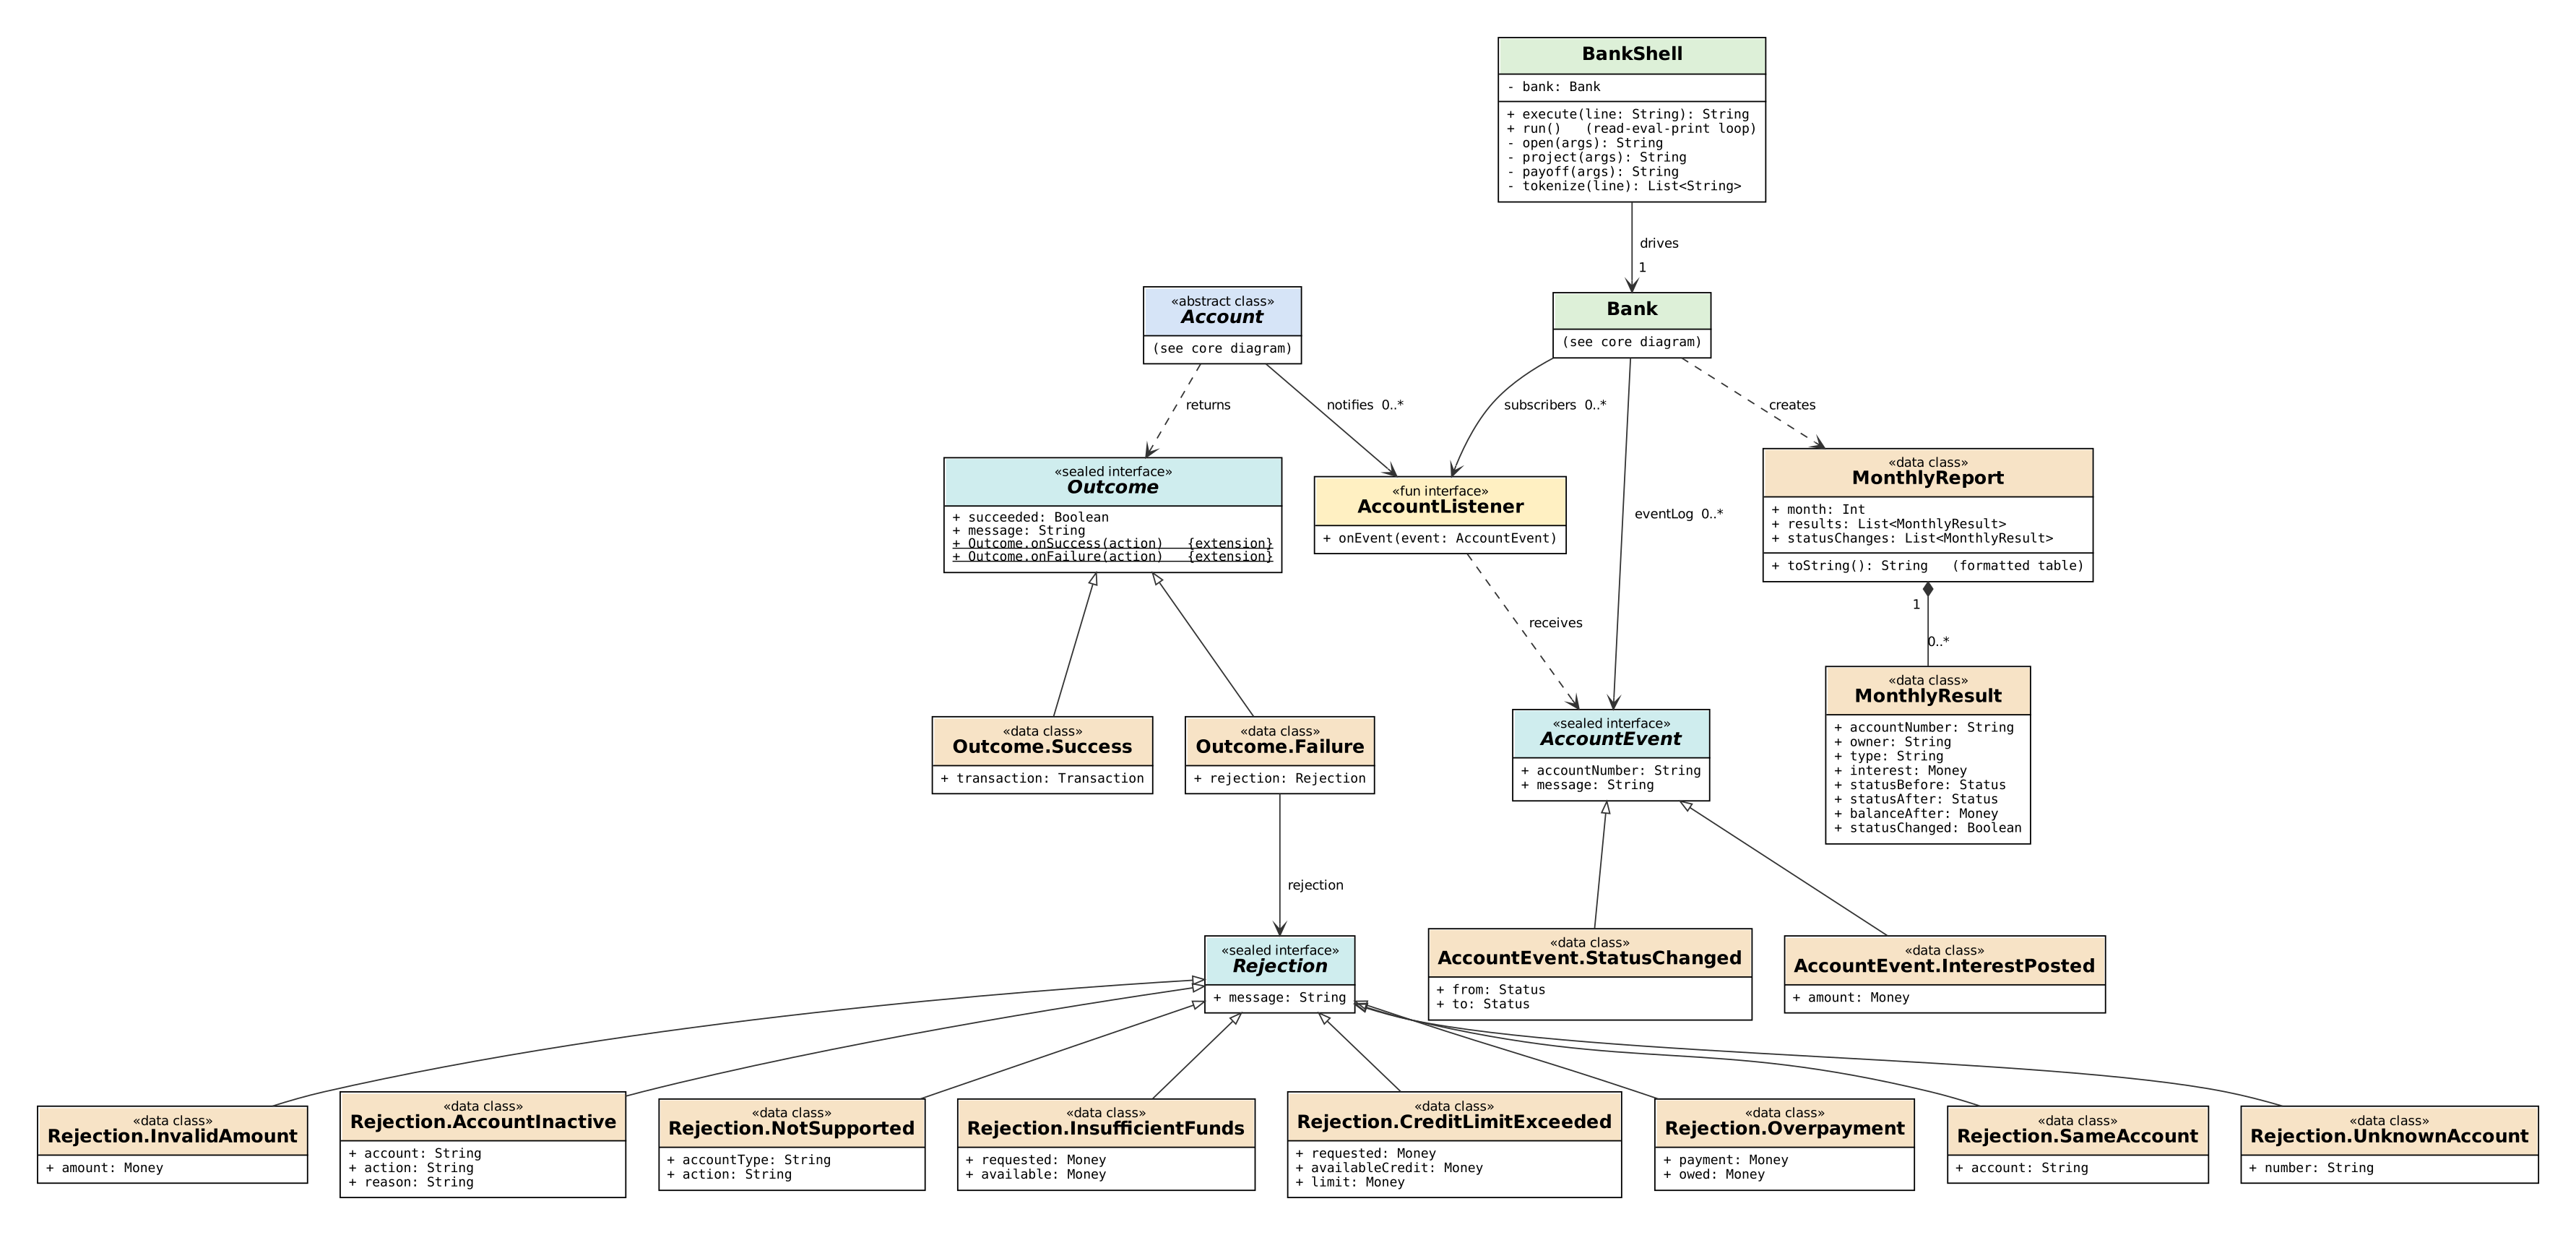 BankShell
- bank: Bank
+ execute(line: String): String
+ run()   (read-eval-print loop)
- open(args): String
- project(args): String
- payoff(args): String
- tokenize(line): List<String>
drives
1
«abstract class»
Account
(see core diagram)
Bank
(see core diagram)
returns
notifies 0..*
subscribers 0..*
creates
eventLog 0..*
«sealed interface»
Outcome
+ succeeded: Boolean
+ message: String
+ Outcome.onSuccess(action)   {extension}
+ Outcome.onFailure(action)   {extension}
«fun interface»
AccountListener
+ onEvent(event: AccountEvent)
«data class»
MonthlyReport
+ month: Int
+ results: List<MonthlyResult>
+ statusChanges: List<MonthlyResult>
+ toString(): String   (formatted table)
1
0..*
receives
«data class»
Outcome.Success
+ transaction: Transaction
«data class»
Outcome.Failure
+ rejection: Rejection
«sealed interface»
AccountEvent
+ accountNumber: String
+ message: String
«data class»
MonthlyResult
+ accountNumber: String
+ owner: String
+ type: String
+ interest: Money
+ statusBefore: Status
+ statusAfter: Status
+ balanceAfter: Money
+ statusChanged: Boolean
rejection
«sealed interface»
Rejection
+ message: String
«data class»
AccountEvent.StatusChanged
+ from: Status
+ to: Status
«data class»
AccountEvent.InterestPosted
+ amount: Money
«data class»
Rejection.InvalidAmount
+ amount: Money
«data class»
Rejection.AccountInactive
+ account: String
+ action: String
+ reason: String
«data class»
Rejection.NotSupported
+ accountType: String
+ action: String
«data class»
Rejection.InsufficientFunds
+ requested: Money
+ available: Money
«data class»
Rejection.CreditLimitExceeded
+ requested: Money
+ availableCredit: Money
+ limit: Money
«data class»
Rejection.Overpayment
+ payment: Money
+ owed: Money
«data class»
Rejection.SameAccount
+ account: String
«data class»
Rejection.UnknownAccount
+ number: String